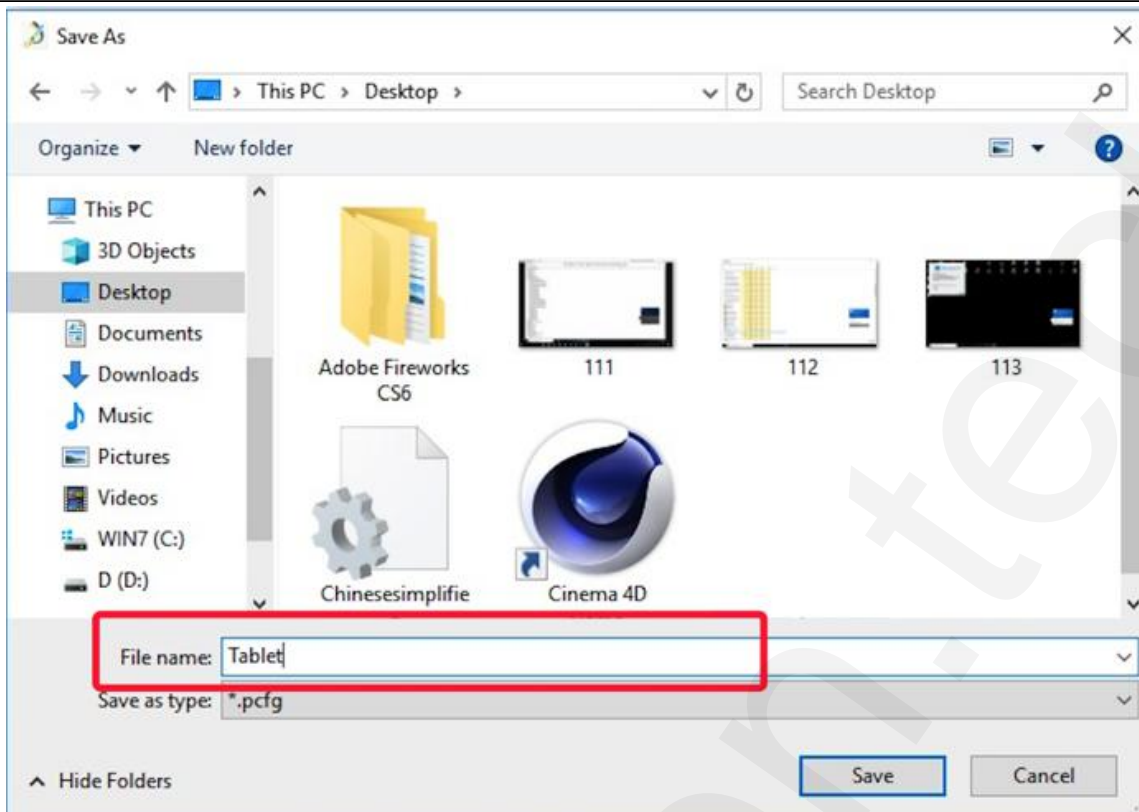 Save As
This PC > Desktop >
Search Desktop
Organize
New folder
This PC
3D Objects
Desktop
Documents
Downloads
Music
Pictures
Videos
WIN7 (C:)
D (D:)
Adobe Fireworks
CS6
111
112
113
Chinesesimplifie
Cinema 4D
File name: Tablet
Save as type: *.pcfg
Hide Folders
Save
Cancel